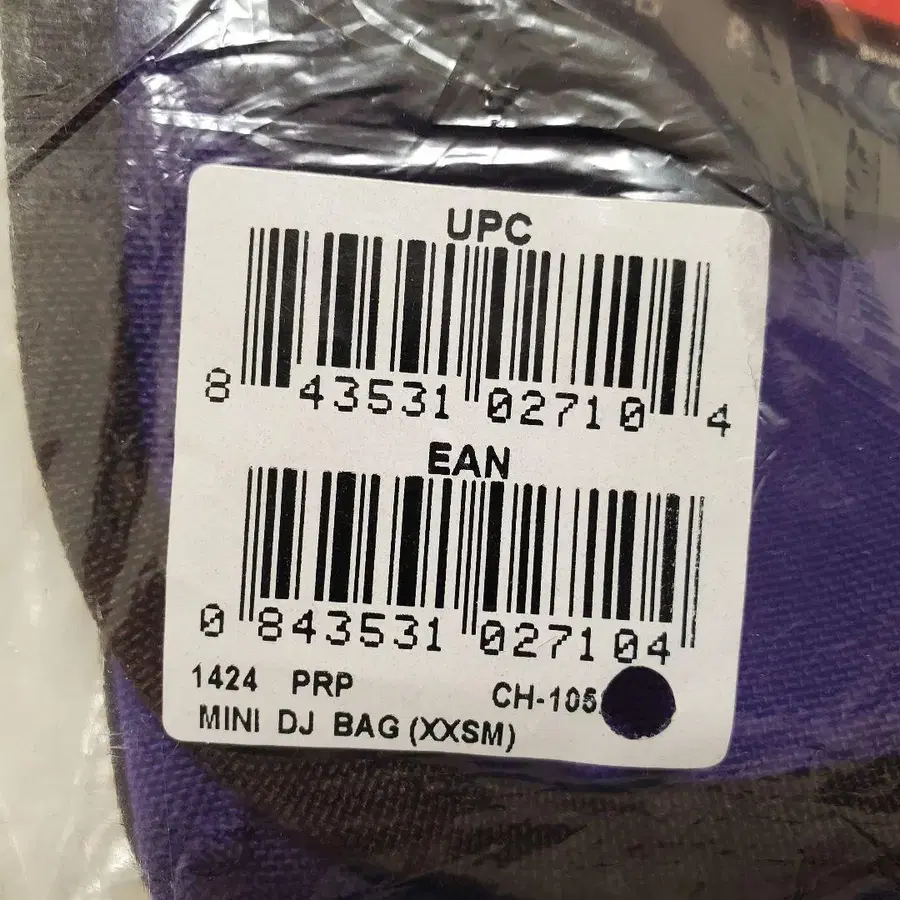 UPC
8 43531 02710 4
EAN
0 843531 027104
1424 PRP CH-105
MINI DJ BAG (XXSM)